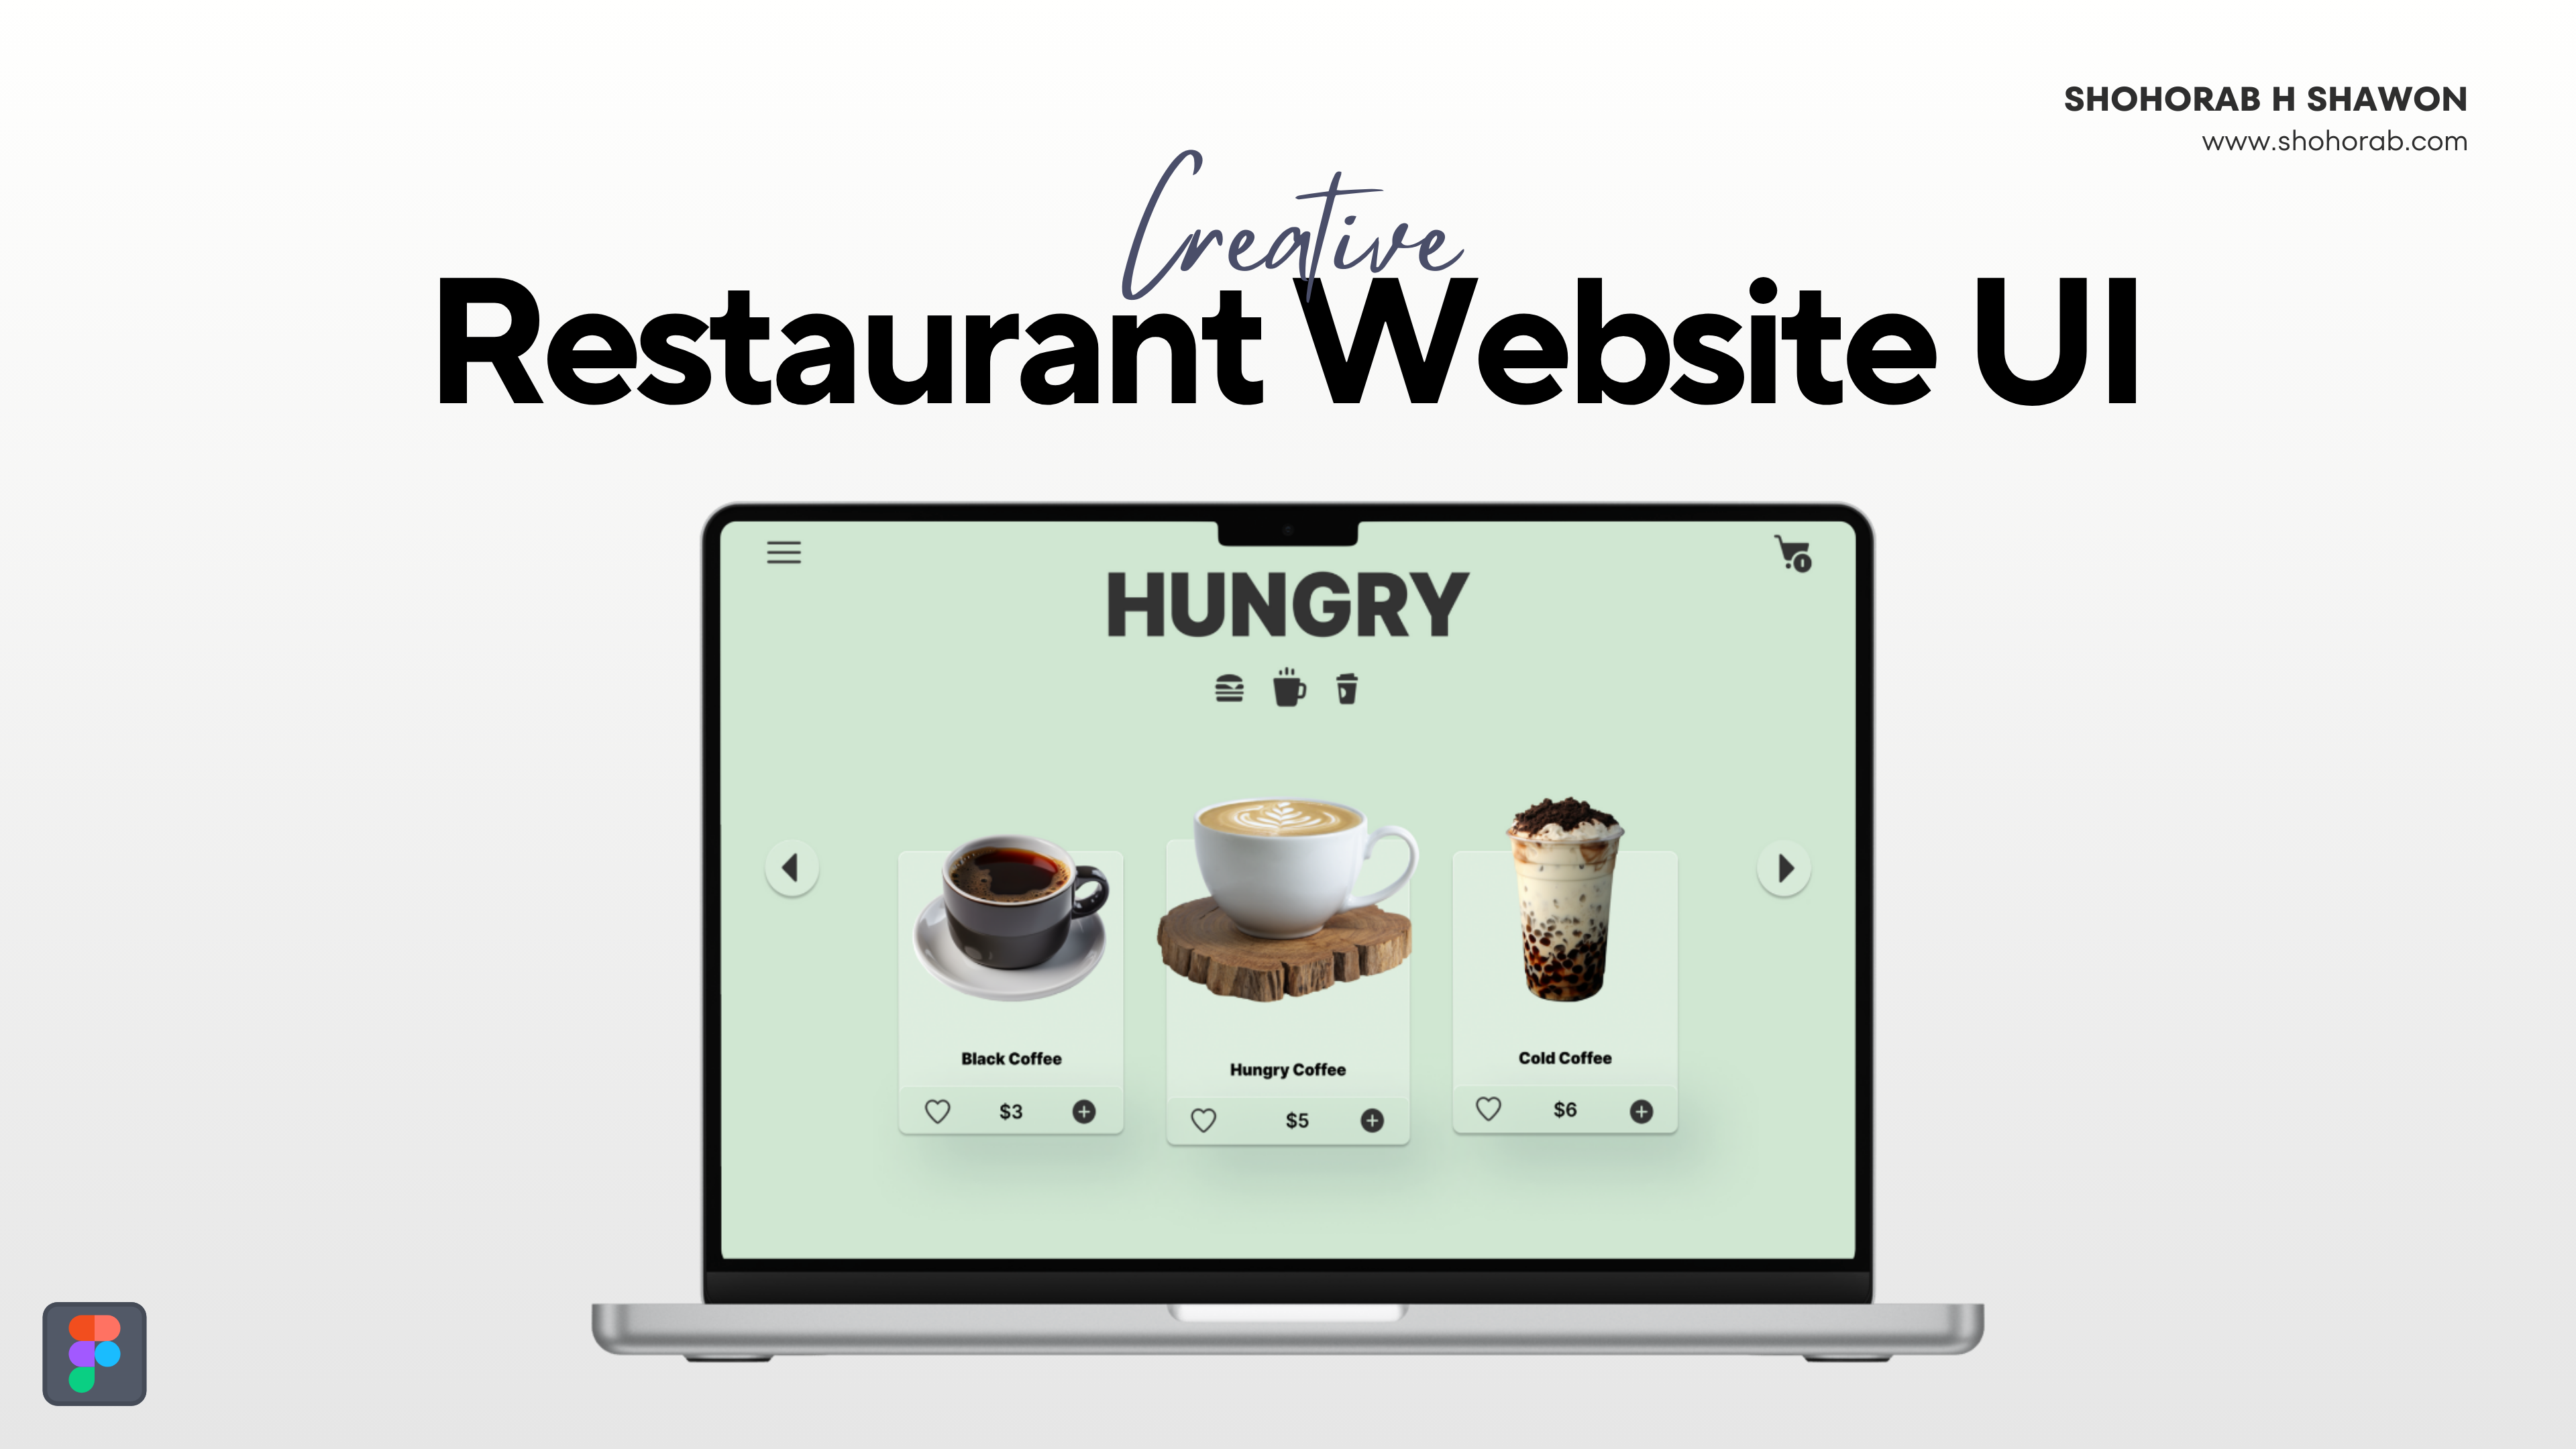 SHOHORAB H SHAWON
www.shohorab.com
Creative
Restaurant Website UI
HUNGRY
Black Coffee
Hungry Coffee
Cold Coffee
$3
$5
$6